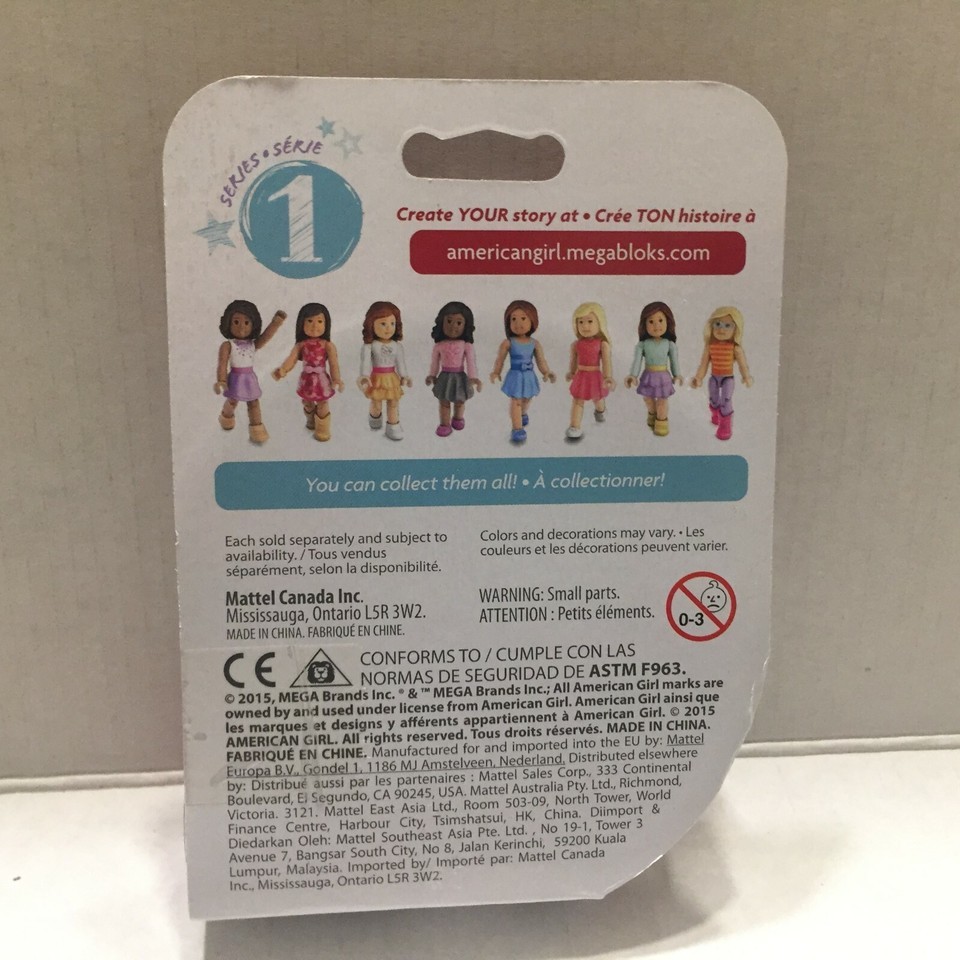 SERIES • SÉRIE
1
Create YOUR story at • Crée TON histoire à
americangirl.megabloks.com
You can collect them all! • À collectionner!
Each sold separately and subject to
availability. / Tous vendus
séparément, selon la disponibilité.
Colors and decorations may vary. • Les
couleurs et les décorations peuvent varier.
Mattel Canada Inc.
Mississauga, Ontario L5R 3W2.
MADE IN CHINA. FABRIQUÉ EN CHINE.
WARNING: Small parts.
ATTENTION : Petits éléments.
0-3
CE
CONFORMS TO / CUMPLE CON LAS
NORMAS DE SEGURIDAD DE ASTM F963.
© 2015, MEGA Brands Inc. ® & ™ MEGA Brands Inc.; All American Girl marks are
owned by and used under license from American Girl. American Girl ainsi que
les marques et designs y afférents appartiennent à American Girl. © 2015
AMERICAN GIRL. All rights reserved. Tous droits réservés. MADE IN CHINA.
FABRIQUÉ EN CHINE. Manufactured for and imported into the EU by: Mattel
Europa B.V., Gondel 1, 1186 MJ Amstelveen, Nederland. Distributed elsewhere
by: Distribué aussi par les partenaires : Mattel Sales Corp., 333 Continental
Boulevard, El Segundo, CA 90245, USA. Mattel Australia Pty. Ltd., Richmond,
Victoria. 3121. Mattel East Asia Ltd., Room 503-09, North Tower, World
Finance Centre, Harbour City, Tsimshatsui, HK, China. Diimport &
Diedarkan Oleh: Mattel Southeast Asia Pte. Ltd. , No 19-1, Tower 3
Avenue 7, Bangsar South City, No 8, Jalan Kerinchi, 59200 Kuala
Lumpur, Malaysia. Imported by/ Importé par: Mattel Canada
Inc., Mississauga, Ontario L5R 3W2.